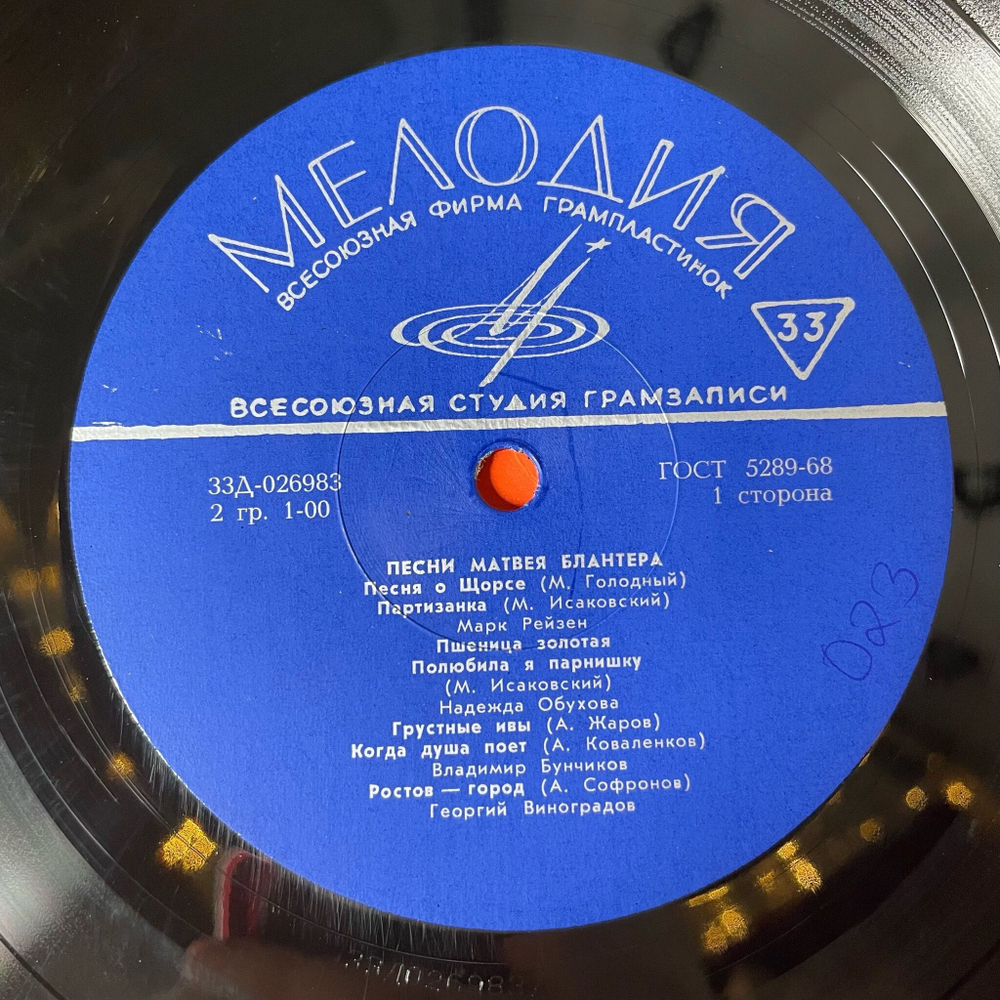 МЕЛОДИЯ
ВСЕСОЮЗНАЯ ФИРМА ГРАМПЛАСТИНОК
33
ВСЕСОЮЗНАЯ СТУДИЯ ГРАМЗАПИСИ
33Д-026983
ГОСТ 5289-68
2 гр. 1-00
1 сторона
ПЕСНИ МАТВЕЯ БЛАНТЕРА
Песня о Щорсе (М. Голодный)
Партизанка (М. Исаковский)
Марк Рейзен
Пшеница золотая
Полюбила я парнишку
(М. Исаковский)
Надежда Обухова
Грустные ивы (А. Жаров)
Когда душа поет (А. Коваленков)
Владимир Бунчиков
Ростов — город (А. Софронов)
Георгий Виноградов
023